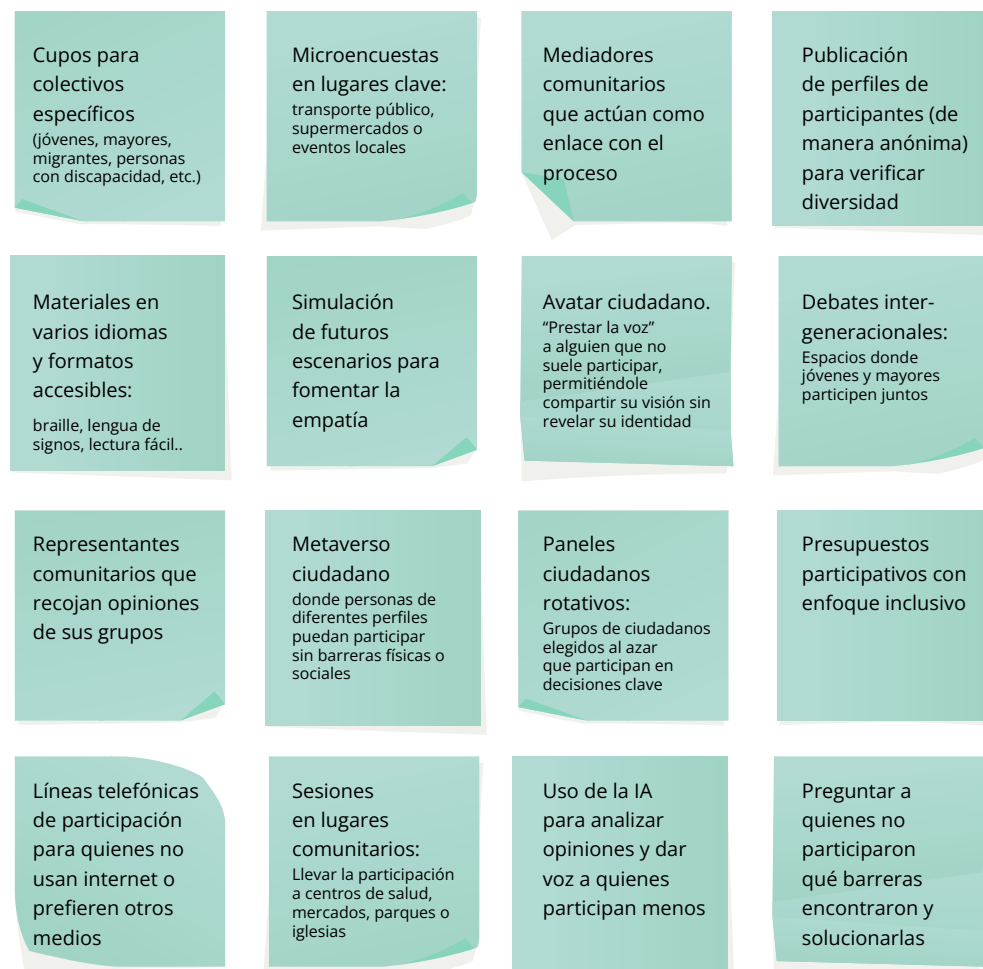 Cupos para
colectivos
específicos
(jóvenes, mayores,
migrantes, personas
con discapacidad, etc.)
Microencuestas
en lugares clave:
transporte público,
supermercados o
eventos locales
Mediadores
comunitarios
que actúan como
enlace con el
proceso
Publicación
de perfiles de
participantes (de
manera anónima)
para verificar
diversidad
Materiales en
varios idiomas
y formatos
accesibles:
braille, lengua de
signos, lectura fácil..
Simulación
de futuros
escenarios para
fomentar la
empatía
Avatar ciudadano.
“Prestar la voz”
a alguien que no
suele participar,
permitiéndole
compartir su visión sin
revelar su identidad
Debates inter-
generacionales:
Espacios donde
jóvenes y mayores
participen juntos
Representantes
comunitarios que
recojan opiniones
de sus grupos
Metaverso
ciudadano
donde personas de
diferentes perfiles
puedan participar
sin barreras físicas o
sociales
Paneles
ciudadanos
rotativos:
Grupos de ciudadanos
elegidos al azar
que participan en
decisiones clave
Presupuestos
participativos con
enfoque inclusivo
Líneas telefónicas
de participación
para quienes no
usan internet o
prefieren otros
medios
Sesiones
en lugares
comunitarios:
Llevar la participación
a centros de salud,
mercados, parques o
iglesias
Uso de la IA
para analizar
opiniones y dar
voz a quienes
participan menos
Preguntar a
quienes no
participaron
qué barreras
encontraron y
solucionarlas